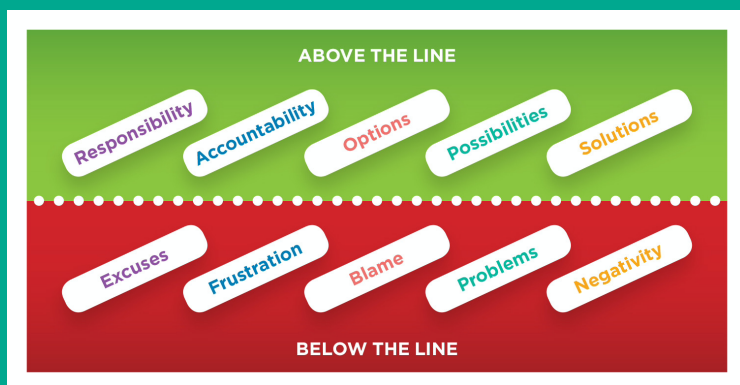 ABOVE THE LINE
Responsibility
Accountability
Options
Possibilities
Solutions
Excuses
Frustration
Blame
Problems
Negativity
BELOW THE LINE